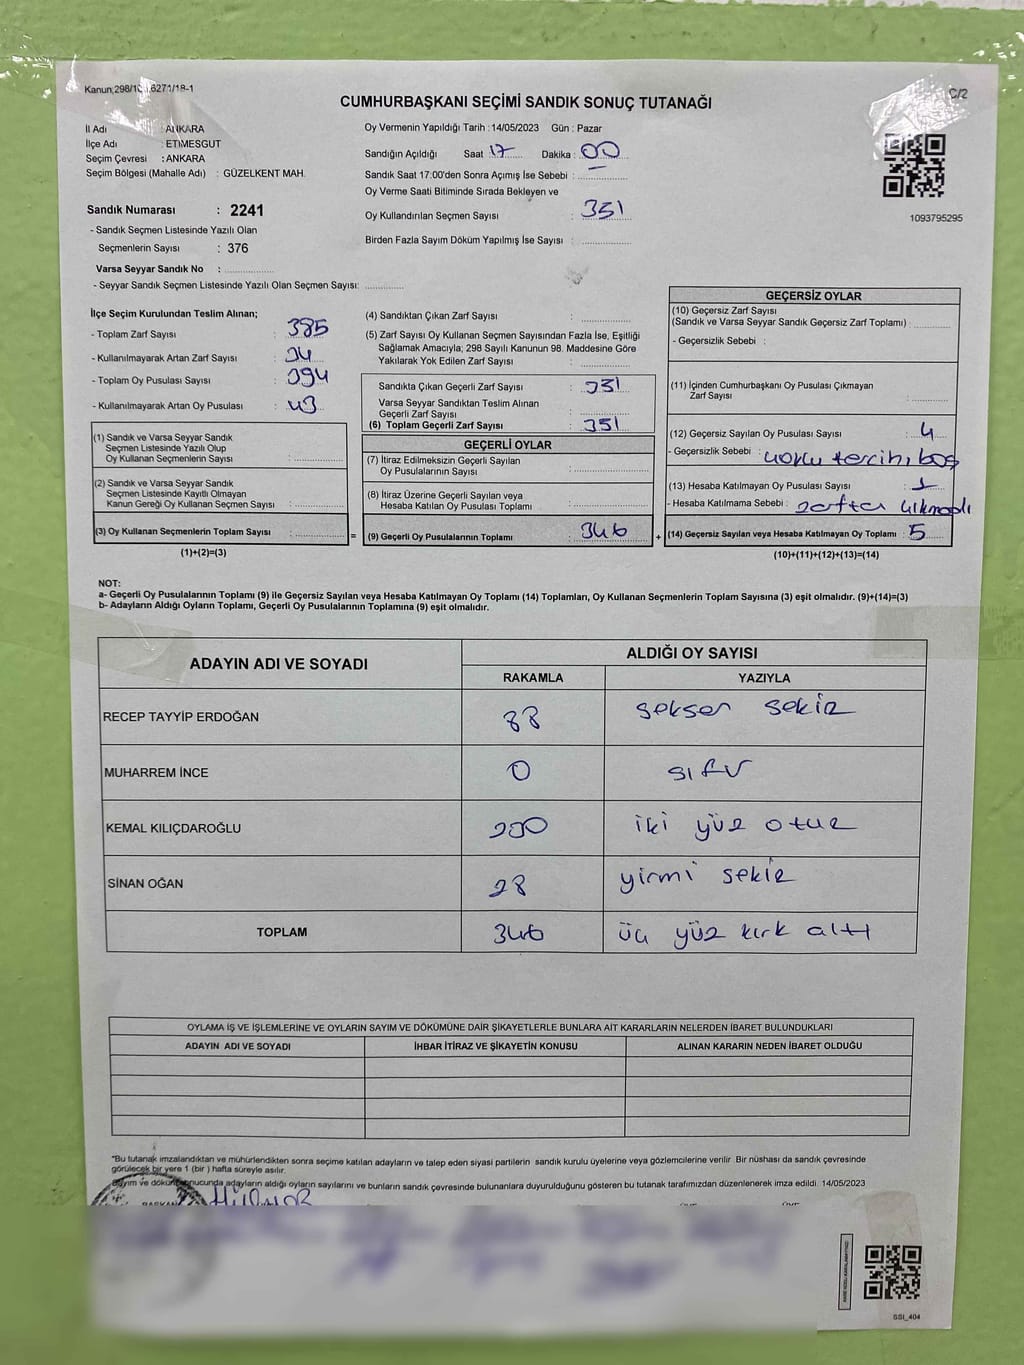 Kanun;298/10 6271/18-1
C/2
CUMHURBAŞKANI SEÇİMİ SANDIK SONUÇ TUTANAĞI
İl Adı : ANKARA
İlçe Adı : ETİMESGUT
Seçim Çevresi : ANKARA
Seçim Bölgesi (Mahalle Adı) : GÜZELKENT MAH.
Sandık Numarası : 2241
- Sandık Seçmen Listesinde Yazılı Olan
Seçmenlerin Sayısı : 376
Varsa Seyyar Sandık No :
- Seyyar Sandık Seçmen Listesinde Yazılı Olan Seçmen Sayısı:
Oy Vermenin Yapıldığı Tarih : 14/05/2023 Gün : Pazar
Sandığın Açıldığı Saat : 17 Dakika : 00
Sandık Saat 17:00'den Sonra Açımış İse Sebebi :
Oy Verme Saati Bitiminde Sırada Bekleyen ve
Oy Kullandırılan Seçmen Sayısı : 351
Birden Fazla Sayım Döküm Yapılmış İse Sayısı :
1093795295
İlçe Seçim Kurulundan Teslim Alınan;
- Toplam Zarf Sayısı : 385
- Kullanılmayarak Artan Zarf Sayısı : 34
- Toplam Oy Pusulası Sayısı : 394
- Kullanılmayarak Artan Oy Pusulası : 43
(1) Sandık ve Varsa Seyyar Sandık
Seçmen Listesinde Yazılı Olup
Oy Kullanan Seçmenlerin Sayısı :
(2) Sandık ve Varsa Seyyar Sandık
Seçmen Listesinde Kayıtlı Olmayan
Kanun Gereği Oy Kullanan Seçmen Sayısı :
(3) Oy Kullanan Seçmenlerin Toplam Sayısı :
(1)+(2)=(3)
=
(4) Sandıktan Çıkan Zarf Sayısı :
(5) Zarf Sayısı Oy Kullanan Seçmen Sayısından Fazla İse, Eşitliği
Sağlamak Amacıyla; 298 Sayılı Kanunun 98. Maddesine Göre
Yakılarak Yok Edilen Zarf Sayısı :
Sandıkta Çıkan Geçerli Zarf Sayısı : 351
Varsa Seyyar Sandıktan Teslim Alınan
Geçerli Zarf Sayısı :
(6) Toplam Geçerli Zarf Sayısı : 351
GEÇERLİ OYLAR
(7) İtiraz Edilmeksizin Geçerli Sayılan
Oy Pusulalarının Sayısı :
(8) İtiraz Üzerine Geçerli Sayılan veya
Hesaba Katılan Oy Pusulası Toplamı :
(9) Geçerli Oy Pusulalarının Toplamı : 346
+
GEÇERSİZ OYLAR
(10) Geçersiz Zarf Sayısı
(Sandık ve Varsa Seyyar Sandık Geçersiz Zarf Toplamı) :
- Geçersizlik Sebebi :
(11) İçinden Cumhurbaşkanı Oy Pusulası Çıkmayan
Zarf Sayısı :
(12) Geçersiz Sayılan Oy Pusulası Sayısı : 4
- Geçersizlik Sebebi : çoklu tercih, boş
(13) Hesaba Katılmayan Oy Pusulası Sayısı : 1
- Hesaba Katılmama Sebebi : zarftan çıkmadı
(14) Geçersiz Sayılan veya Hesaba Katılmayan Oy Toplamı : 5
(10)+(11)+(12)+(13)=(14)
NOT:
a- Geçerli Oy Pusulalarının Toplamı (9) ile Geçersiz Sayılan veya Hesaba Katılmayan Oy Toplamı (14) Toplamları, Oy Kullanan Seçmenlerin Toplam Sayısına (3) eşit olmalıdır. (9)+(14)=(3)
b- Adayların Aldığı Oyların Toplamı, Geçerli Oy Pusulalarının Toplamına (9) eşit olmalıdır.
ADAYIN ADI VE SOYADI
ALDIĞI OY SAYISI
RAKAMLA YAZIYLA
RECEP TAYYİP ERDOĞAN 88 seksen sekiz
MUHARREM İNCE 0 sıfır
KEMAL KILIÇDAROĞLU 230 iki yüz otuz
SİNAN OĞAN 28 yirmi sekiz
TOPLAM 346 üç yüz kırk altı
OYLAMA İŞ VE İŞLEMLERİNE VE OYLARIN SAYIM VE DÖKÜMÜNE DAİR ŞİKAYETLERLE BUNLARA AİT KARARLARIN NELERDEN İBARET BULUNDUKLARI
ADAYIN ADI VE SOYADI İHBAR İTİRAZ VE ŞİKAYETİN KONUSU ALINAN KARARIN NEDEN İBARET OLDUĞU
*Bu tutanak imzalandıktan ve mühürlendikten sonra seçime katılan adayların ve talep eden siyasi partilerin sandık kurulu üyelerine veya gözlemcilerine verilir. Bir nüshası da sandık çevresinde
görülecek bir yere 1 (bir ) hafta süreyle asılır.
Sayım ve döküm sonucunda adayların aldığı oyların sayılarını ve bunların sandık çevresinde bulunanlara duyurulduğunu gösteren bu tutanak tarafımızdan düzenlenerek imza edildi. 14/05/2023
BAŞKAN
SSI_404